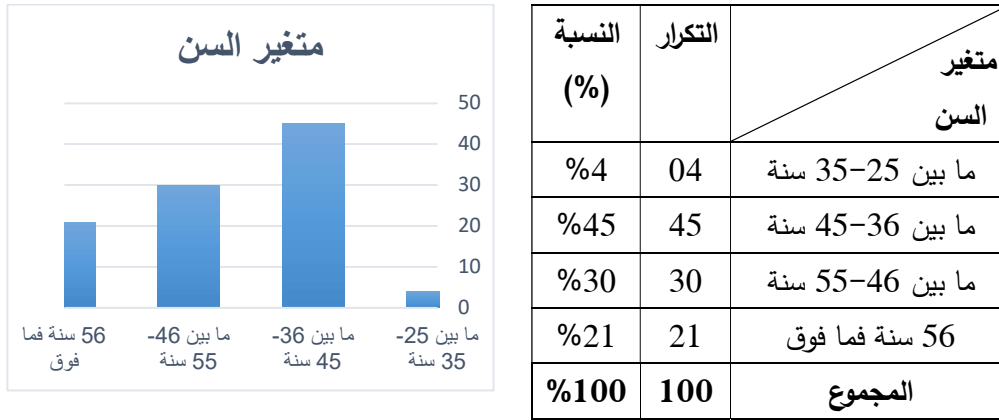 متغير السن
50
40
30
20
10
0
ما بين 25-
35 سنة
ما بين 36-
45 سنة
ما بين 46-
55 سنة
56 سنة فما
فوق
متغير
السن
التكرار
النسبة
(%)
ما بين 25-35 سنة 04 %4
ما بين 36-45 سنة 45 %45
ما بين 46-55 سنة 30 %30
56 سنة فما فوق 21 %21
المجموع 100 %100